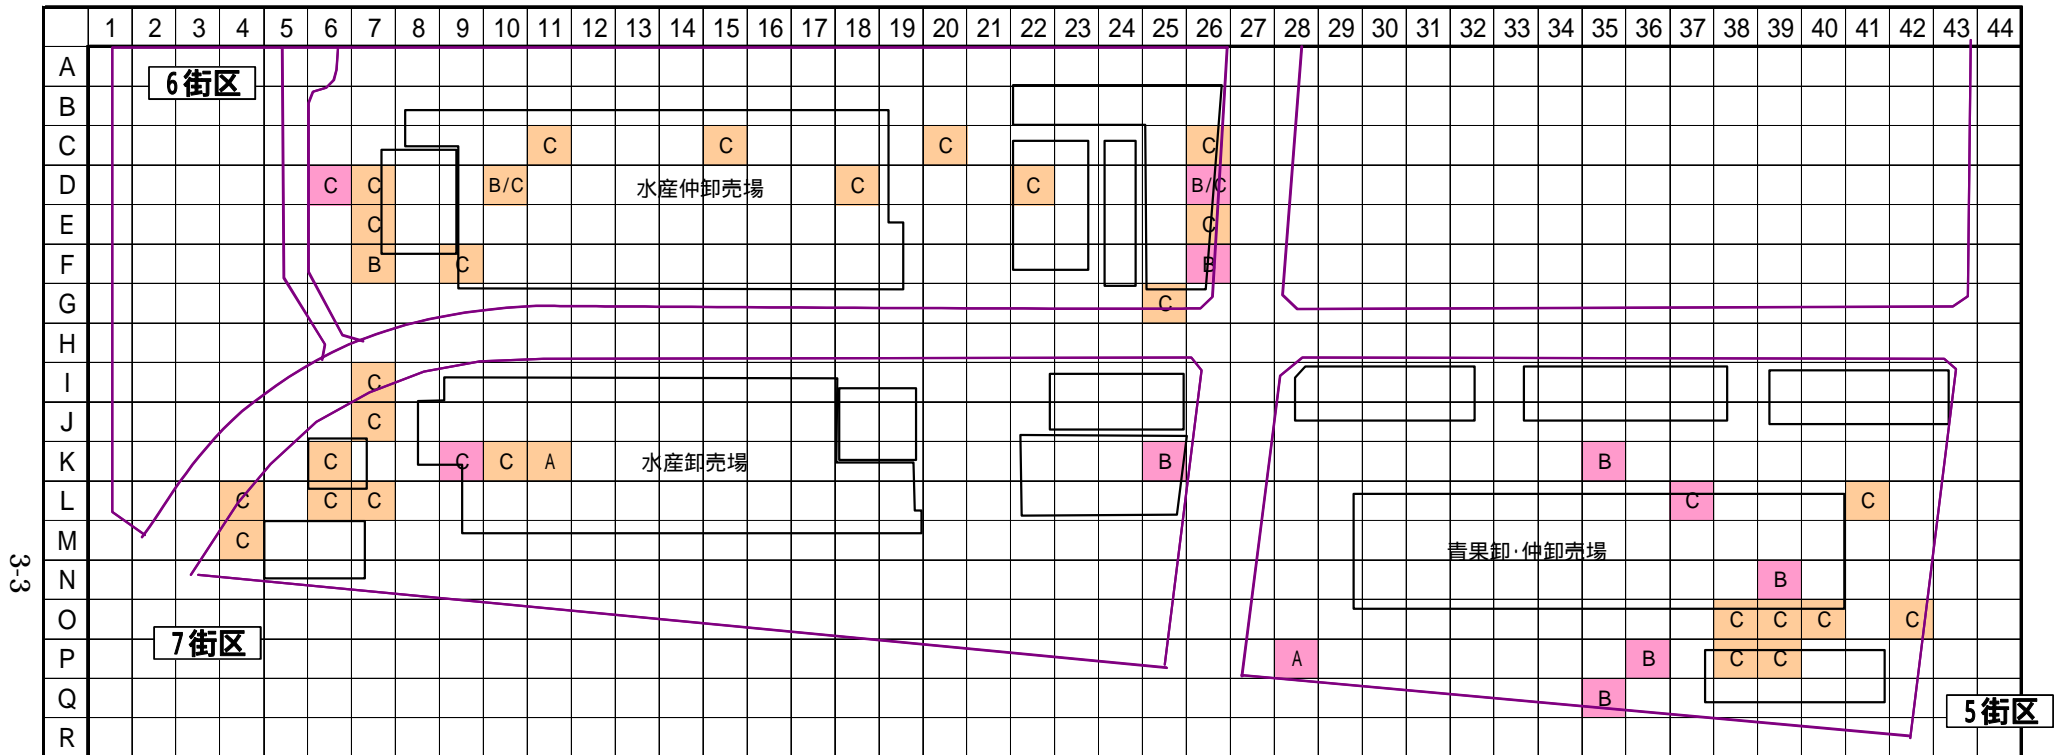 1 2 3 4 5 6 7 8 9 10 11 12 13 14 15 16 17 18 19 20 21 22 23 24 25 26 27 28 29 30 31 32 33 34 35 36 37 38 39 40 41 42 43 44
A
6街区
B
C C C C C
D C C B/C 水産仲卸売場 C C B/C
E C C
F B C B
G C
H
I C
J C
K C C C A 水産卸売場 B B
L C C C C C
M C 青果卸・仲卸売場
3-3
N B
O C C C C
7街区
P A B C C
Q B
5街区
R